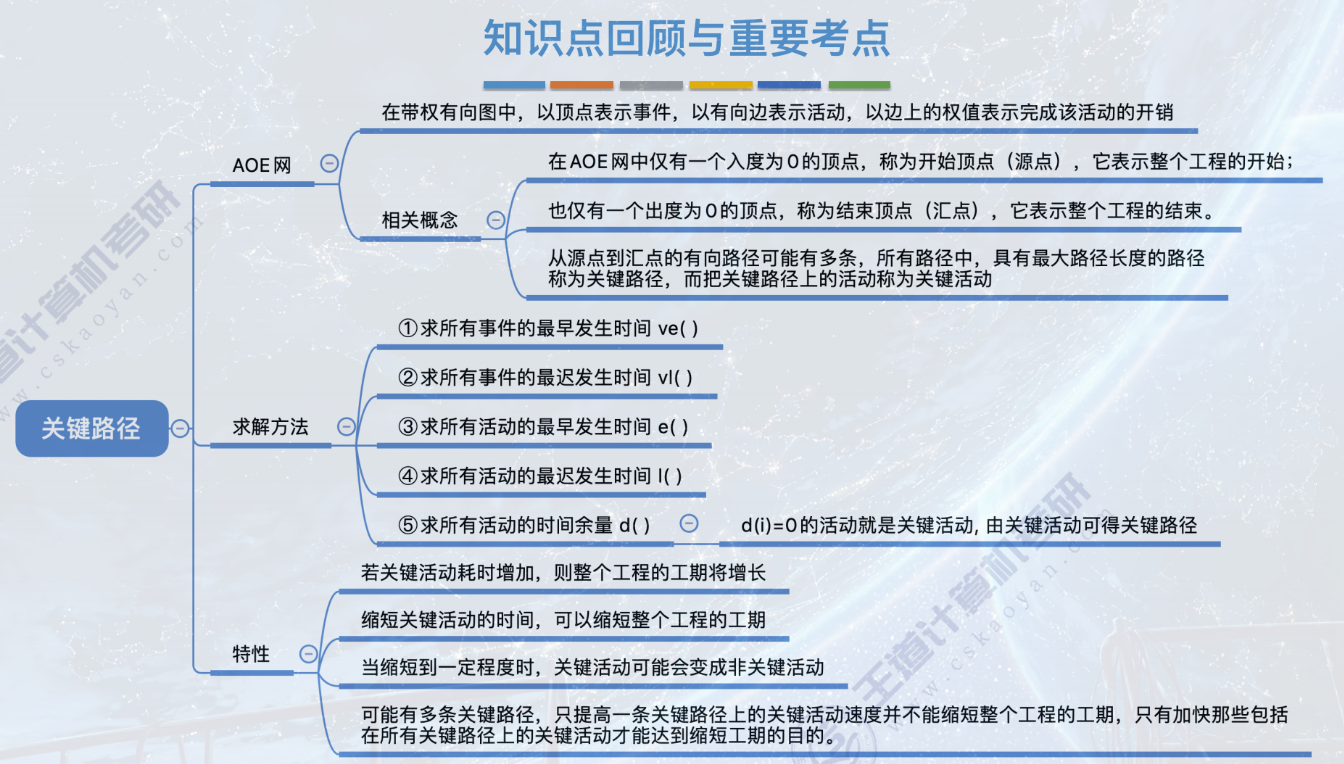 知识点回顾与重要考点
在带权有向图中，以顶点表示事件，以有向边表示活动，以边上的权值表示完成该活动的开销
AOE网
在AOE网中仅有一个入度为0的顶点，称为开始顶点（源点），它表示整个工程的开始；
相关概念
也仅有一个出度为0的顶点，称为结束顶点（汇点），它表示整个工程的结束。
从源点到汇点的有向路径可能有多条，所有路径中，具有最大路径长度的路径
称为关键路径，而把关键路径上的活动称为关键活动
关键路径
求解方法
①求所有事件的最早发生时间 ve( )
②求所有事件的最迟发生时间 vl( )
③求所有活动的最早发生时间 e( )
④求所有活动的最迟发生时间 l( )
⑤求所有活动的时间余量 d( )
d(i)=0的活动就是关键活动, 由关键活动可得关键路径
特性
若关键活动耗时增加，则整个工程的工期将增长
缩短关键活动的时间，可以缩短整个工程的工期
当缩短到一定程度时，关键活动可能会变成非关键活动
可能有多条关键路径，只提高一条关键路径上的关键活动速度并不能缩短整个工程的工期，只有加快那些包括
在所有关键路径上的关键活动才能达到缩短工期的目的。
道计算机考研
www.cskaoyan.com
王道计算机考研
www.cskaoyan.com